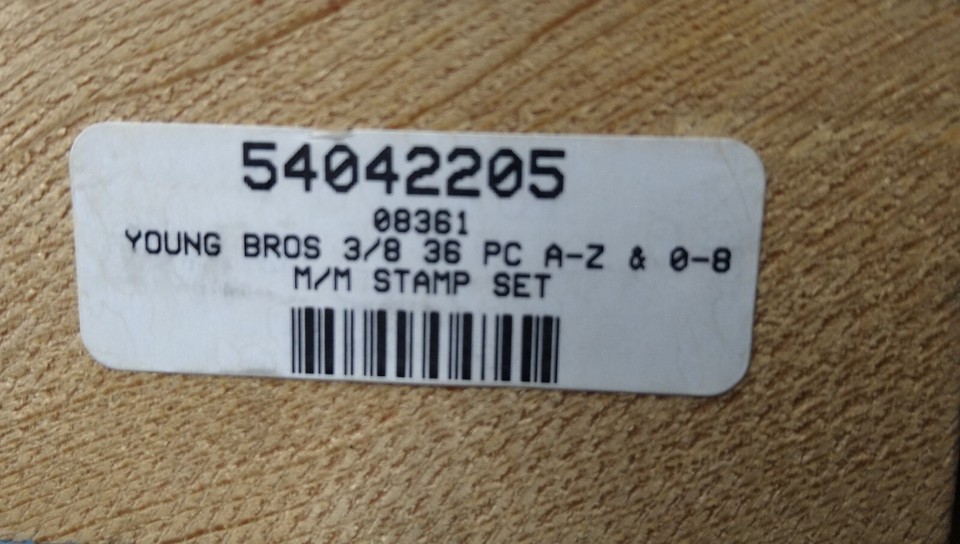 54042205
08361
YOUNG BROS 3/8 36 PC A-Z & 0-8
M/M STAMP SET